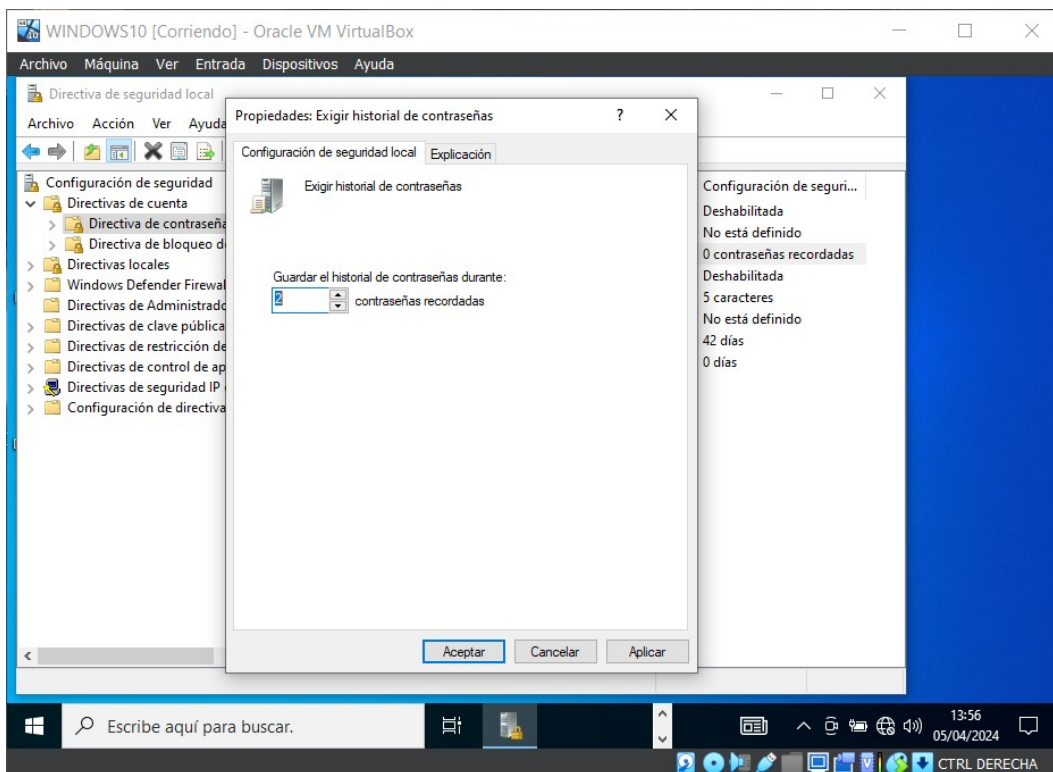 WINDOWS10 [Corriendo] - Oracle VM VirtualBox
Archivo Máquina Ver Entrada Dispositivos Ayuda
Directiva de seguridad local
Archivo Acción Ver Ayuda
Configuración de seguridad
Directivas de cuenta
Directiva de contraseña
Directiva de bloqueo d
Directivas locales
Windows Defender Firewal
Directivas de Administrado
Directivas de clave pública
Directivas de restricción de
Directivas de control de ap
Directivas de seguridad IP
Configuración de directiva
Propiedades: Exigir historial de contraseñas
Configuración de seguridad local Explicación
Exigir historial de contraseñas
Guardar el historial de contraseñas durante:
2 contraseñas recordadas
Aceptar Cancelar Aplicar
Configuración de seguri...
Deshabilitada
No está definido
0 contraseñas recordadas
Deshabilitada
5 caracteres
No está definido
42 días
0 días
Escribe aquí para buscar.
13:56
05/04/2024
CTRL DERECHA